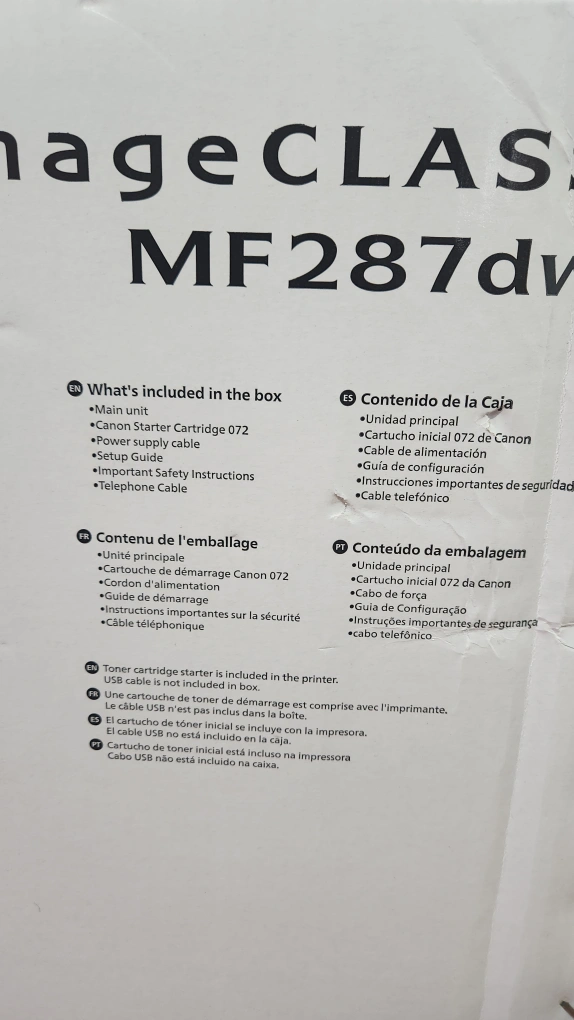 mageCLASS
MF287dw
EN What's included in the box
•Main unit
•Canon Starter Cartridge 072
•Power supply cable
•Setup Guide
•Important Safety Instructions
•Telephone Cable
ES Contenido de la Caja
•Unidad principal
•Cartucho inicial 072 de Canon
•Cable de alimentación
•Guía de configuración
•Instrucciones importantes de seguridad
•Cable telefónico
FR Contenu de l'emballage
•Unité principale
•Cartouche de démarrage Canon 072
•Cordon d'alimentation
•Guide de démarrage
•Instructions importantes sur la sécurité
•Câble téléphonique
PT Conteúdo da embalagem
•Unidade principal
•Cartucho inicial 072 da Canon
•Cabo de força
•Guia de Configuração
•Instruções importantes de segurança
•cabo telefônico
EN Toner cartridge starter is included in the printer.
USB cable is not included in box.
FR Une cartouche de toner de démarrage est comprise avec l'imprimante.
Le câble USB n'est pas inclus dans la boîte.
ES El cartucho de tóner inicial se incluye con la impresora.
El cable USB no está incluido en la caja.
PT Cartucho de toner inicial está incluso na impressora
Cabo USB não está incluído na caixa.